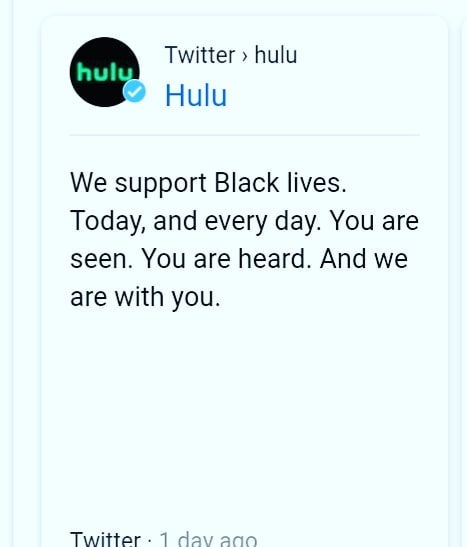 hulu
Twitter › hulu
Hulu
We support Black lives.
Today, and every day. You are
seen. You are heard. And we
are with you.
Twitter · 1 day ago